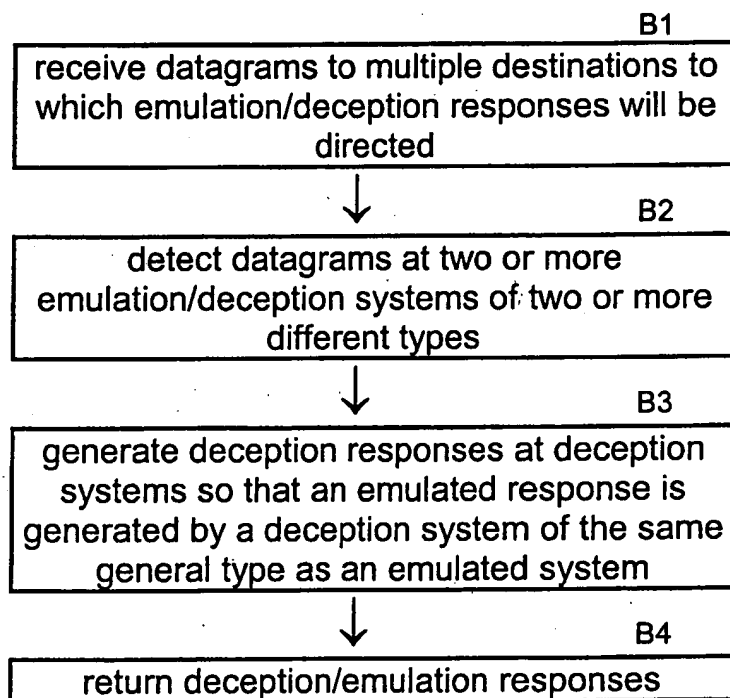 B1
receive datagrams to multiple destinations to
which emulation/deception responses will be
directed
B2
detect datagrams at two or more
emulation/deception systems of two or more
different types
B3
generate deception responses at deception
systems so that an emulated response is
generated by a deception system of the same
general type as an emulated system
B4
return deception/emulation responses